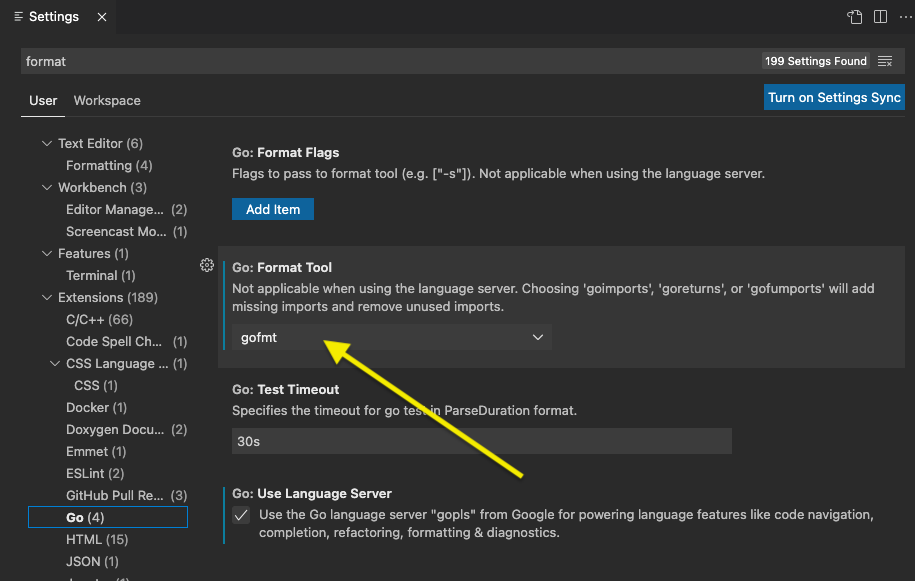 Settings
format
199 Settings Found
User
Workspace
Turn on Settings Sync
Text Editor (6)
Formatting (4)
Workbench (3)
Editor Manage... (2)
Screencast Mo... (1)
Features (1)
Terminal (1)
Extensions (189)
C/C++ (66)
Code Spell Ch... (1)
CSS Language ... (1)
CSS (1)
Docker (1)
Doxygen Docu... (2)
Emmet (1)
ESLint (2)
GitHub Pull Re... (3)
Go (4)
HTML (15)
JSON (1)
Go: Format Flags
Flags to pass to format tool (e.g. ["-s"]). Not applicable when using the language server.
Add Item
Go: Format Tool
Not applicable when using the language server. Choosing 'goimports', 'goreturns', or 'gofumports' will add
missing imports and remove unused imports.
gofmt
Go: Test Timeout
Specifies the timeout for go test in ParseDuration format.
30s
Go: Use Language Server
Use the Go language server "gopls" from Google for powering language features like code navigation,
completion, refactoring, formatting & diagnostics.